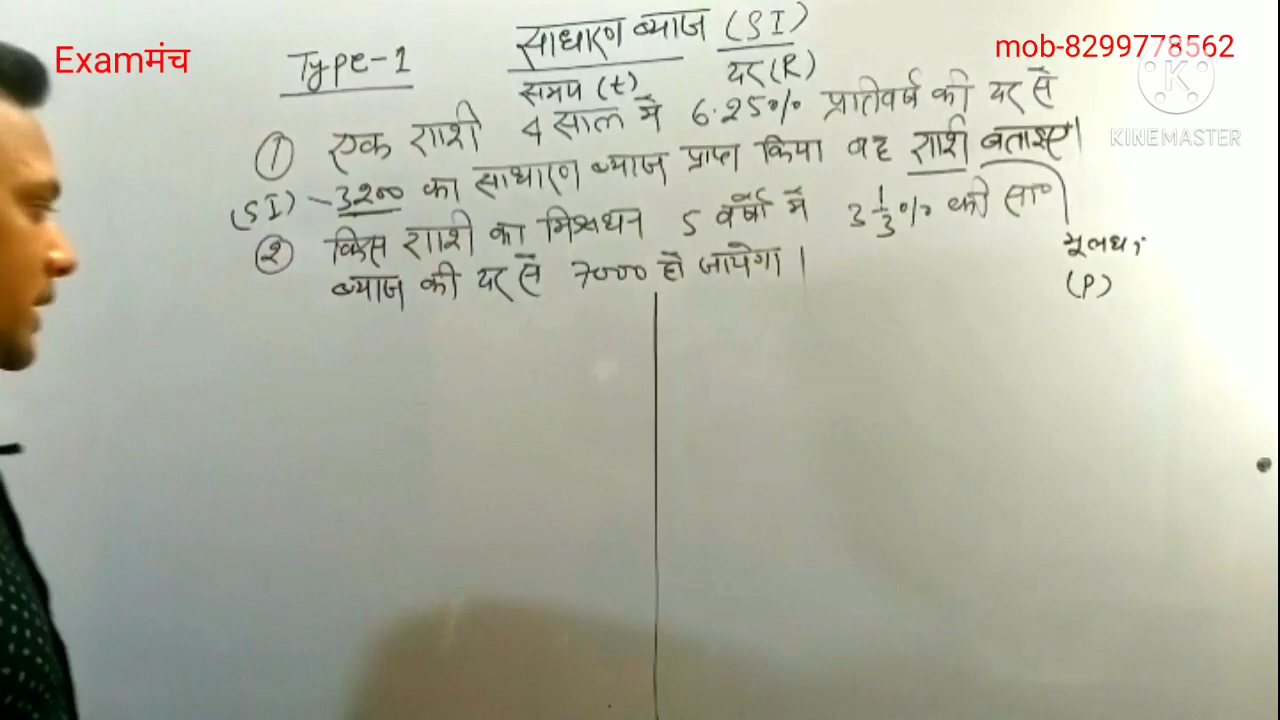 Examमंच
mob-8299778562
Type-1
साधारण ब्याज (SI)
समय (t)
दर (R)
① एक राशी 4 साल में 6.25% प्रतिवर्ष की दर से
(SI) - 3200 का साधारण ब्याज प्राप्त किया वह राशि बताइए।
② किस राशी का मिश्रधन 5 वर्षो में 3 1/3 % की सा०
ब्याज की दर से 7000 हो जायेगा।
मूलधन
(P)
K
KINEMASTER